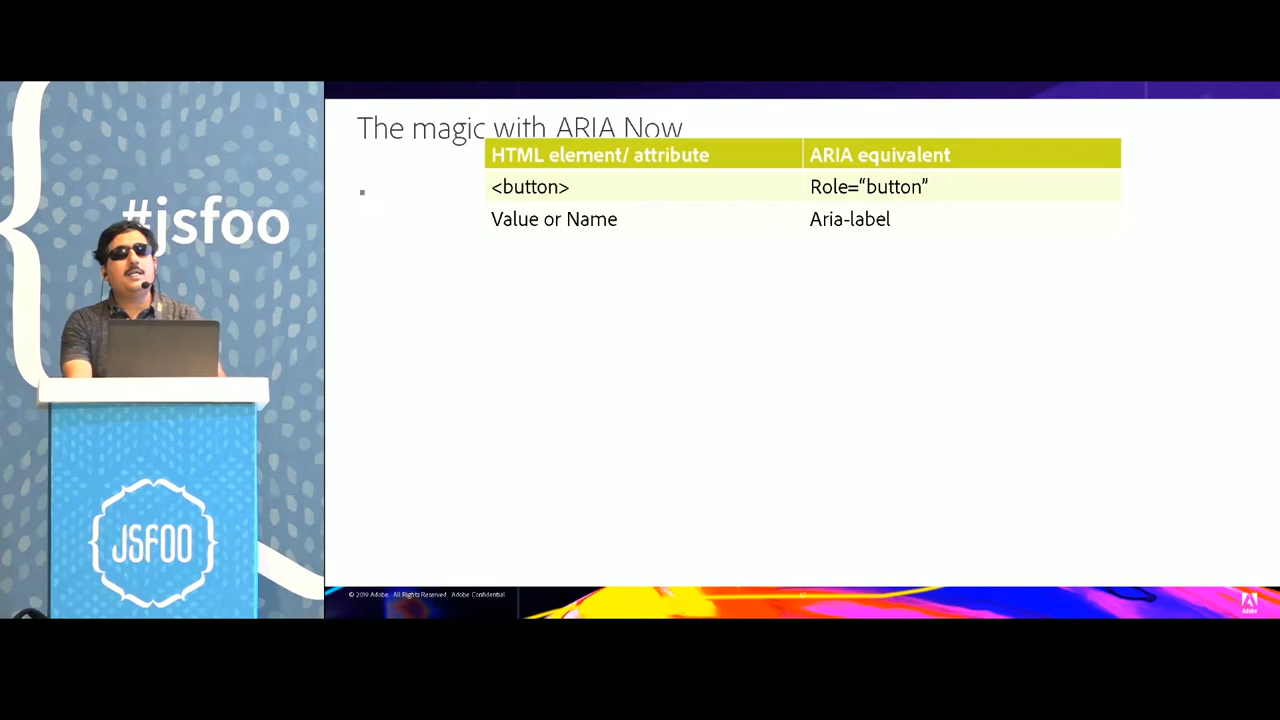 #jsfoo
JSFOO
The magic with ARIA Now
HTML element/ attribute
ARIA equivalent
<button>
Role=“button”
Value or Name
Aria-label
© 2019 Adobe. All Rights Reserved. Adobe Confidential.
Adobe